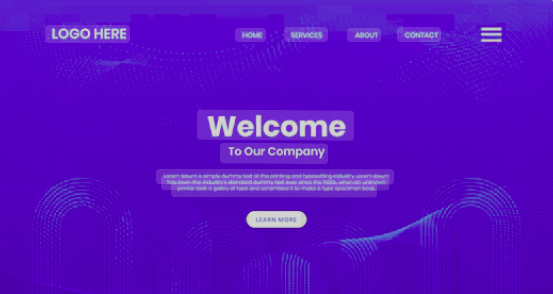 LOGO HERE
HOME
SERVICES
ABOUT
CONTACT
Welcome
To Our Company
Lorem Ipsum is simply dummy text of the printing and typesetting industry. Lorem Ipsum
has been the industry's standard dummy text ever since the 1500s, when an unknown
printer took a galley of type and scrambled it to make a type specimen book.
LEARN MORE